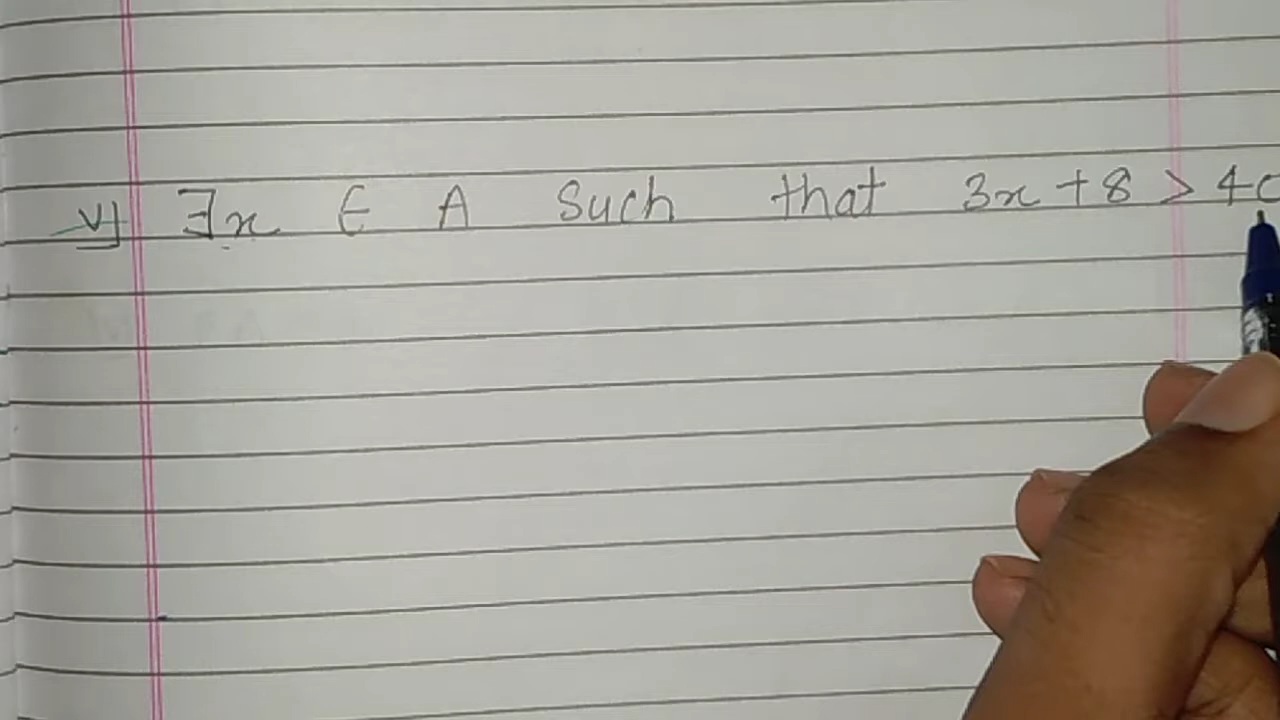 v] ∃x ∈ A Such that 3x + 8 > 40